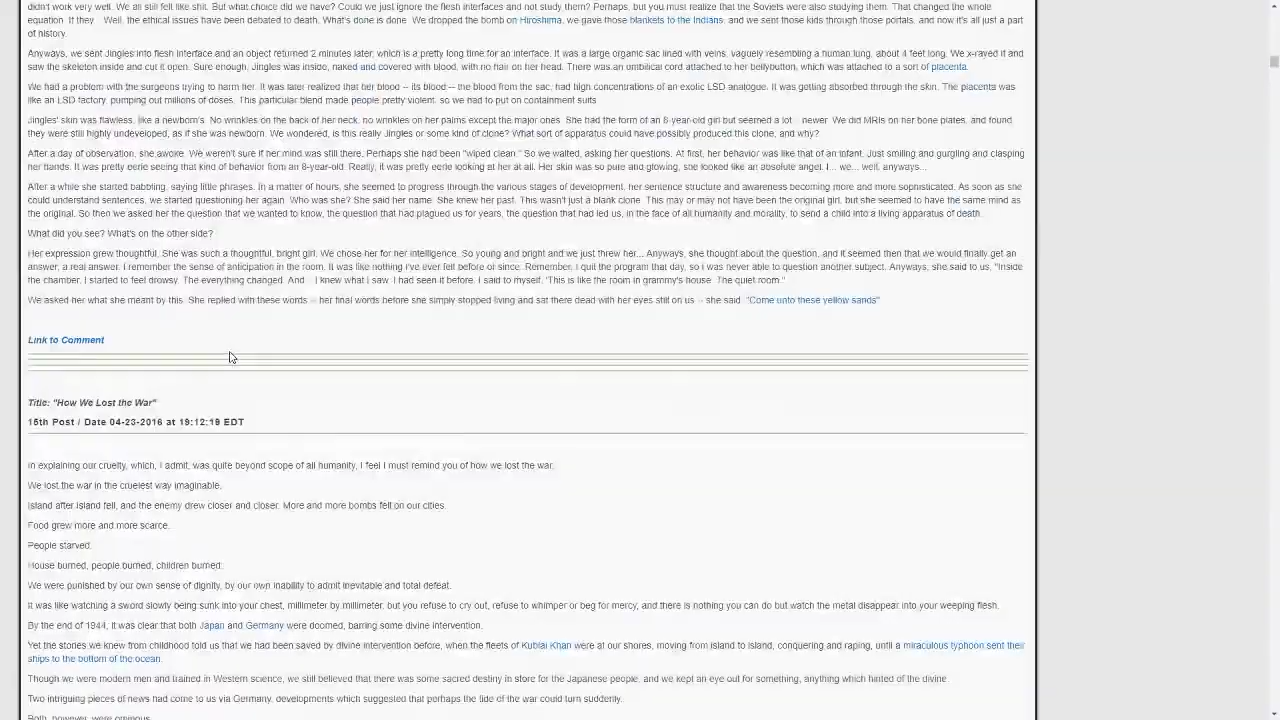 didn't work very well. We all still felt like shit. But what choice did we have? Could we just ignore the flesh interfaces and not study them? Perhaps, but you must realize that the Soviets were also studying them. That changed the whole
equation. If they... Well, the ethical issues have been debated to death. What's done is done. We dropped the bomb on Hiroshima, we gave those blankets to the Indians, and we sent those kids through those portals, and now it's all just a part
of history.
Anyways, we sent Jingles into flesh interface and an object returned 2 minutes later, which is a pretty long time for an interface. It was a large organic sac lined with veins, vaguely resembling a human lung, about 4 feet long. We x-rayed it and
saw the skeleton inside and cut it open. Sure enough, Jingles was inside, naked and covered with blood, with no hair on her head. There was an umbilical cord attached to her bellybutton, which was attached to a sort of placenta.
We had a problem with the surgeons trying to harm her. It was later realized that her blood -- its blood -- the blood from the sac, had high concentrations of an exotic LSD analogue. It was getting absorbed through the skin. The placenta was
like an LSD factory, pumping out millions of doses. This particular blend made people pretty violent, so we had to put on containment suits
Jingles' skin was flawless, like a newborn's. No wrinkles on the back of her neck, no wrinkles on her palms except the major ones. She had the form of an 8-year-old girl but seemed a lot... newer. We did MRIs on her bone plates, and found
they were still highly undeveloped, as if she was newborn. We wondered, is this really Jingles or some kind of clone? What sort of apparatus could have possibly produced this clone, and why?
After a day of observation, she awoke. We weren't sure if her mind was still there. Perhaps she had been "wiped clean." So we waited, asking her questions. At first, her behavior was like that of an infant. Just smiling and gurgling and clasping
her hands. It was pretty eerie seeing that kind of behavior from an 8-year-old. Really, it was pretty eerie looking at her at all. Her skin was so pure and glowing, she looked like an absolute angel. I... we... well, anyways...
After a while she started babbling, saying little phrases. In a matter of hours, she seemed to progress through the various stages of development, her sentence structure and awareness becoming more and more sophisticated. As soon as she
could understand sentences, we started questioning her again. Who was she? She said her name. She knew her past. This wasn't just a blank clone. This may or may not have been the original girl, but she seemed to have the same mind as
the original. So then we asked her the question that we wanted to know, the question that had plagued us for years, the question that had led us, in the face of all humanity and morality, to send a child into a living apparatus of death.
What did you see? What's on the other side?
Her expression grew thoughtful. She was such a thoughtful, bright girl. We chose her for her intelligence. So young and bright and we just threw her... Anyways, she thought about the question, and it seemed then that we would finally get an
answer, a real answer. I remember the sense of anticipation in the room. It was like nothing I've ever felt before or since. Remember, I quit the program that day, so I was never able to question another subject. Anyways, she said to us, "Inside
the chamber, I started to feel drowsy. The everything changed. And... I knew what I saw. I had seen it before. I said to myself, 'This is like the room in grammy's house. The quiet room.'"
We asked her what she meant by this. She replied with these words -- her final words before she simply stopped living and sat there dead with her eyes still on us -- she said, "Come unto these yellow sands"
Link to Comment
Title: "How We Lost the War"
15th Post / Date 04-23-2016 at 19:12:19 EDT
In explaining our cruelty, which, I admit, was quite beyond scope of all humanity, I feel I must remind you of how we lost the war.
We lost the war in the cruelest way imaginable.
Island after island fell, and the enemy drew closer and closer. More and more bombs fell on our cities.
Food grew more and more scarce.
People starved.
House burned, people burned, children burned.
We were punished by our own sense of dignity, by our own inability to admit inevitable and total defeat.
It was like watching a sword slowly being sunk into your chest, millimeter by millimeter, but you refuse to cry out, refuse to whimper or beg for mercy, and there is nothing you can do but watch the metal disappear into your weeping flesh.
By the end of 1944, it was clear that both Japan and Germany were doomed, barring some divine intervention.
Yet the stories we knew from childhood told us that we had been saved by divine intervention before, when the fleets of Kublai Khan were at our shores, moving from island to island, conquering and raping, until a miraculous typhoon sent their
ships to the bottom of the ocean.
Though we were modern men and trained in Western science, we still believed that there was some sacred destiny in store for the Japanese people, and we kept an eye out for something, anything which hinted of the divine.
Two intriguing pieces of news had come to us via Germany, developments which suggested that perhaps the tide of the war could turn suddenly.
Both, however, were ominous.